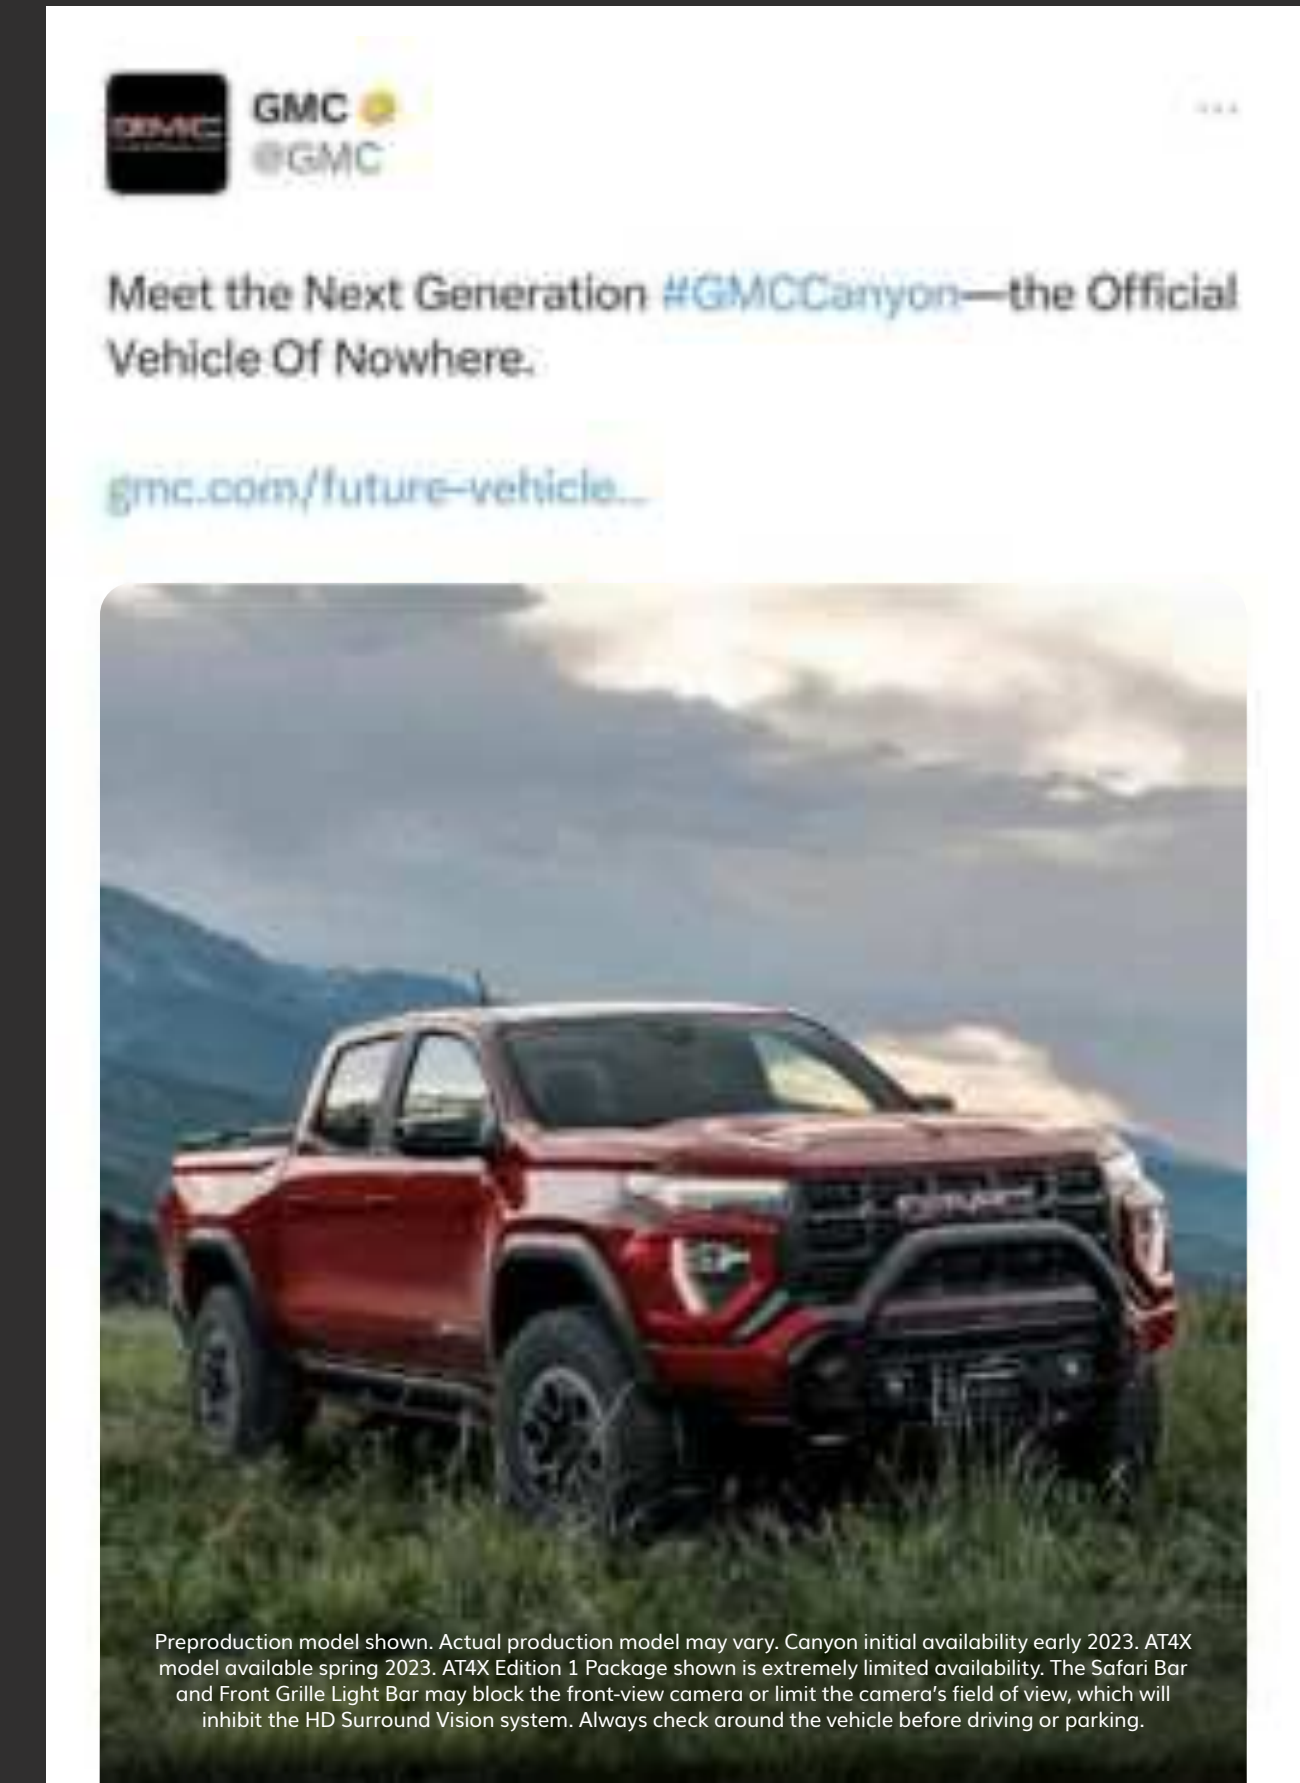 GMC
GMC
@GMC
Meet the Next Generation #GMCCanyon—the Official
Vehicle Of Nowhere.
gmc.com/future-vehicle...
GMC
Preproduction model shown. Actual production model may vary. Canyon initial availability early 2023. AT4X
model available spring 2023. AT4X Edition 1 Package shown is extremely limited availability. The Safari Bar
and Front Grille Light Bar may block the front-view camera or limit the camera’s field of view, which will
inhibit the HD Surround Vision system. Always check around the vehicle before driving or parking.